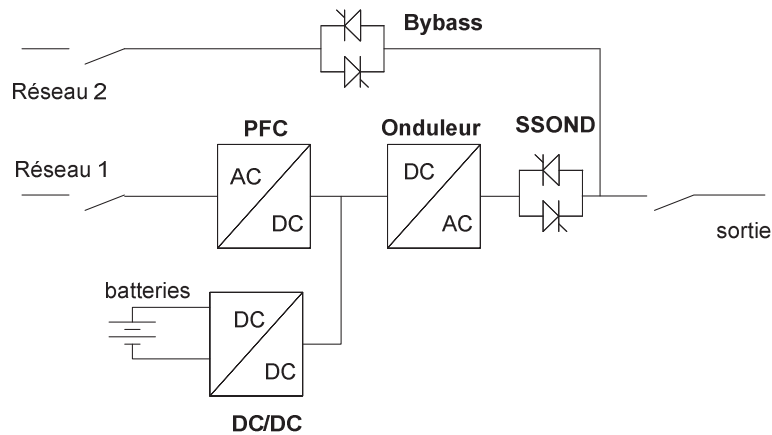 Bybass
Réseau 2
PFC
Onduleur
SSOND
Réseau 1
AC
DC
DC
AC
sortie
batteries
DC
DC
DC/DC